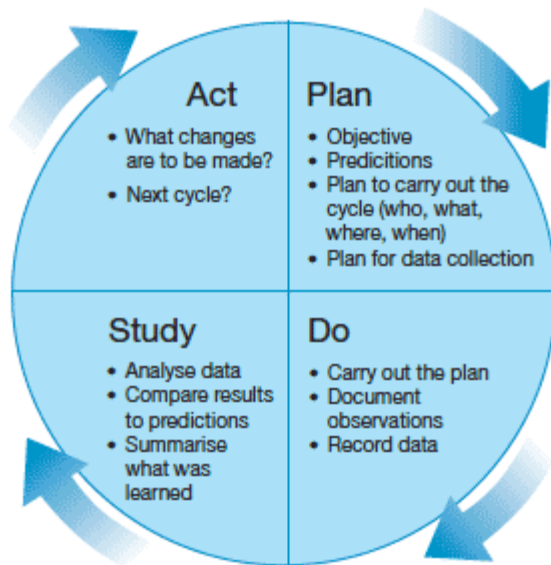 Act
• What changes
are to be made?
• Next cycle?
Plan
• Objective
• Predicitions
• Plan to carry out the
cycle (who, what,
where, when)
• Plan for data collection
Study
• Analyse data
• Compare results
to predictions
• Summarise
what was
learned
Do
• Carry out the plan
• Document
observations
• Record data